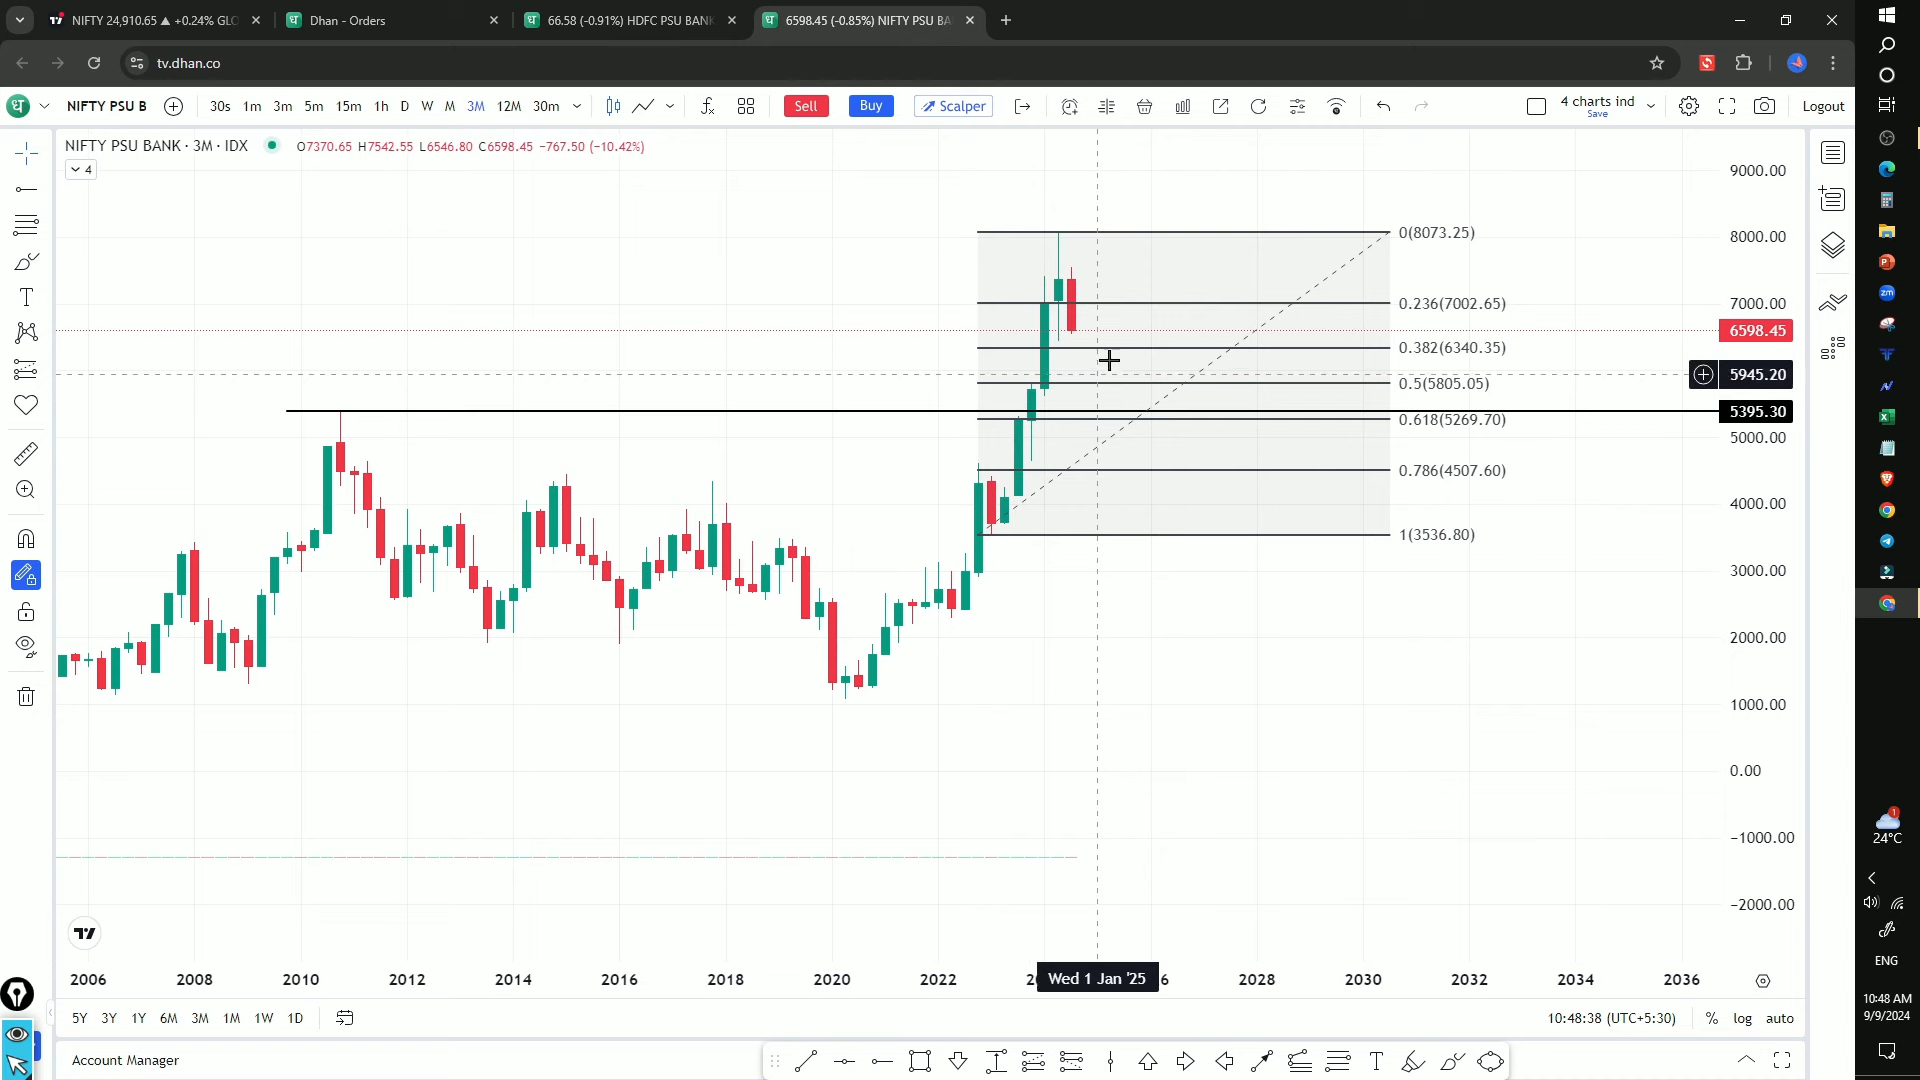 NIFTY 24,910.65 ▲ +0.24% GLO
Dhan - Orders
66.58 (-0.91%) HDFC PSU BANK
6598.45 (-0.85%) NIFTY PSU BA
tv.dhan.co
NIFTY PSU B 30s 1m 3m 5m 15m 1h D W M 3M 12M 30m Sell Buy Scalper 4 charts ind Save Logout
NIFTY PSU BANK · 3M · IDX O7370.65 H7542.55 L6546.80 C6598.45 −767.50 (−10.42%)
4
9000.00
0(8073.25)
8000.00
0.236(7002.65)
7000.00
6598.45
0.382(6340.35)
5945.20
0.5(5805.05)
5395.30
0.618(5269.70)
5000.00
0.786(4507.60)
4000.00
1(3536.80)
3000.00
2000.00
1000.00
0.00
−1000.00
−2000.00
2006 2008 2010 2012 2014 2016 2018 2020 2022 2 Wed 1 Jan '25 6 2028 2030 2032 2034 2036
5Y 3Y 1Y 6M 3M 1M 1W 1D 10:48:38 (UTC+5:30) % log auto
Account Manager
1
24°C
ENG
10:48 AM
9/9/2024